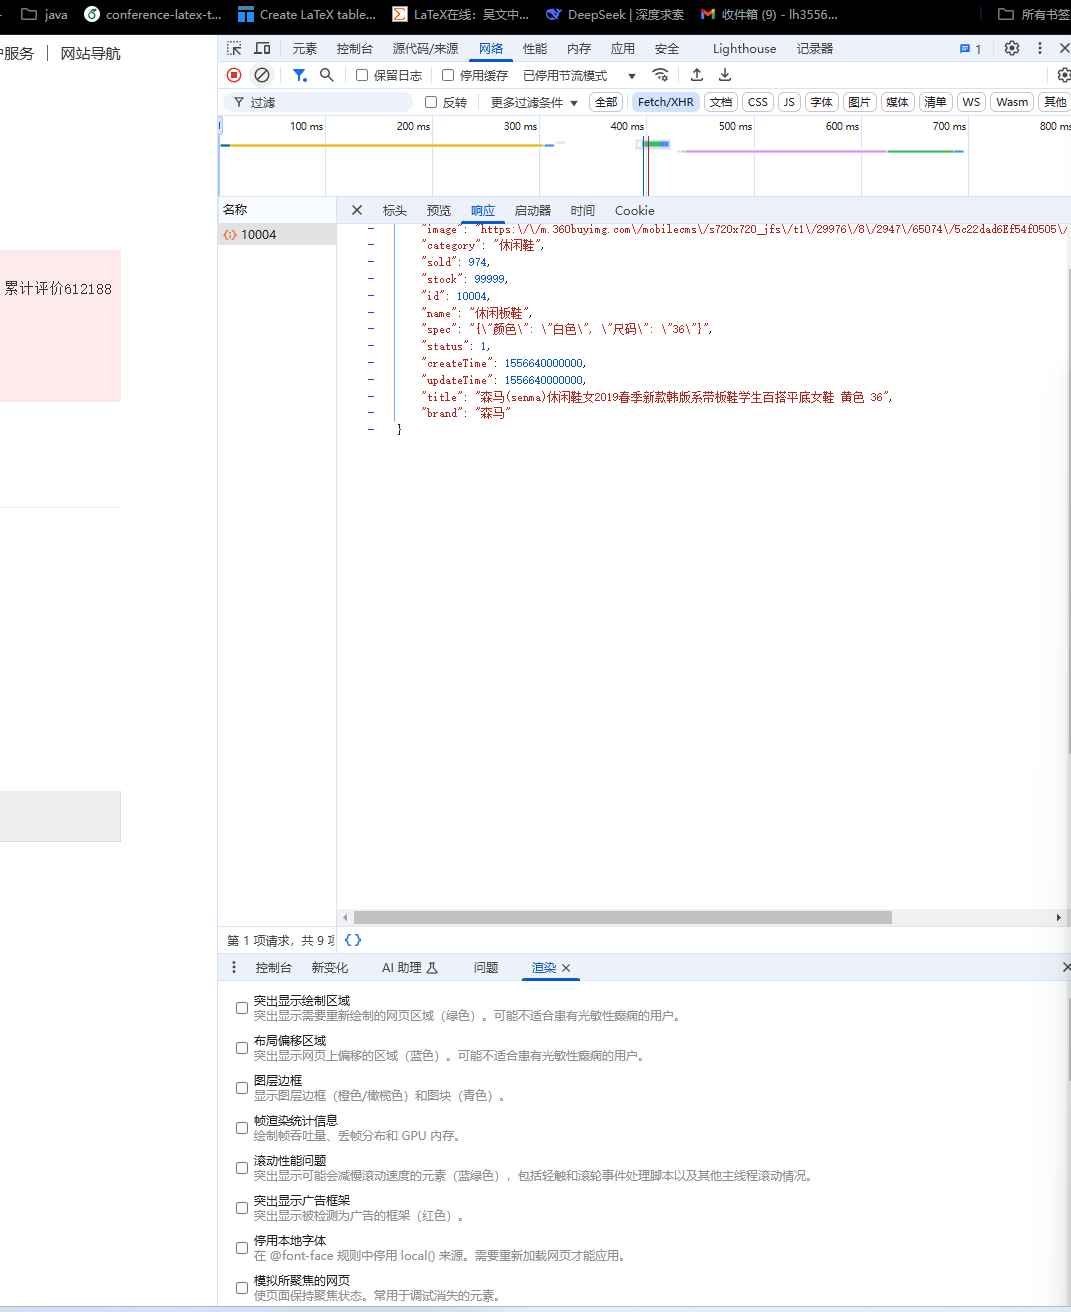 java
conference-latex-t...
Create LaTeX table...
LaTeX在线：吴文中...
DeepSeek | 深度求索
收件箱 (9) - lh3556...
所有书签
户服务 | 网站导航
累计评价612188
元素
控制台
源代码/来源
网络
性能
内存
应用
安全
Lighthouse
记录器
1
保留日志
停用缓存
已停用节流模式
过滤
反转
更多过滤条件
全部
Fetch/XHR
文档
CSS
JS
字体
图片
媒体
清单
WS
Wasm
其他
100 ms
200 ms
300 ms
400 ms
500 ms
600 ms
700 ms
800 ms
名称
标头
预览
响应
启动器
时间
Cookie
10004
"image": "https:\/\/m.360buyimg.com\/mobilecms\/s720x720_jfs\/t1\/29976\/8\/2947\/65074\/5c22dad6Ef54f0505\/
"category": "休闲鞋",
"sold": 974,
"stock": 99999,
"id": 10004,
"name": "休闲板鞋",
"spec": "{\"颜色\": \"白色\", \"尺码\": \"36\"}",
"status": 1,
"createTime": 1556640000000,
"updateTime": 1556640000000,
"title": "森马(senma)休闲鞋女2019春季新款韩版系带板鞋学生百搭平底女鞋 黄色 36",
"brand": "森马"
}
第 1 项请求，共 9 项
{}
控制台
新变化
AI 助理
问题
渲染
突出显示绘制区域
突出显示需要重新绘制的网页区域（绿色）。可能不适合患有光敏性癫痫的用户。
布局偏移区域
突出显示网页上偏移的区域（蓝色）。可能不适合患有光敏性癫痫的用户。
图层边框
显示图层边框（橙色/橄榄色）和图块（青色）。
帧渲染统计信息
绘制帧吞吐量、丢帧分布和 GPU 内存。
滚动性能问题
突出显示可能会减慢滚动速度的元素（蓝绿色），包括轻触和滚轮事件处理脚本以及其他主线程滚动情况。
突出显示广告框架
突出显示被检测为广告的框架（红色）。
停用本地字体
在 @font-face 规则中停用 local() 来源。需要重新加载网页才能应用。
模拟所聚焦的网页
使页面保持聚焦状态。常用于调试消失的元素。